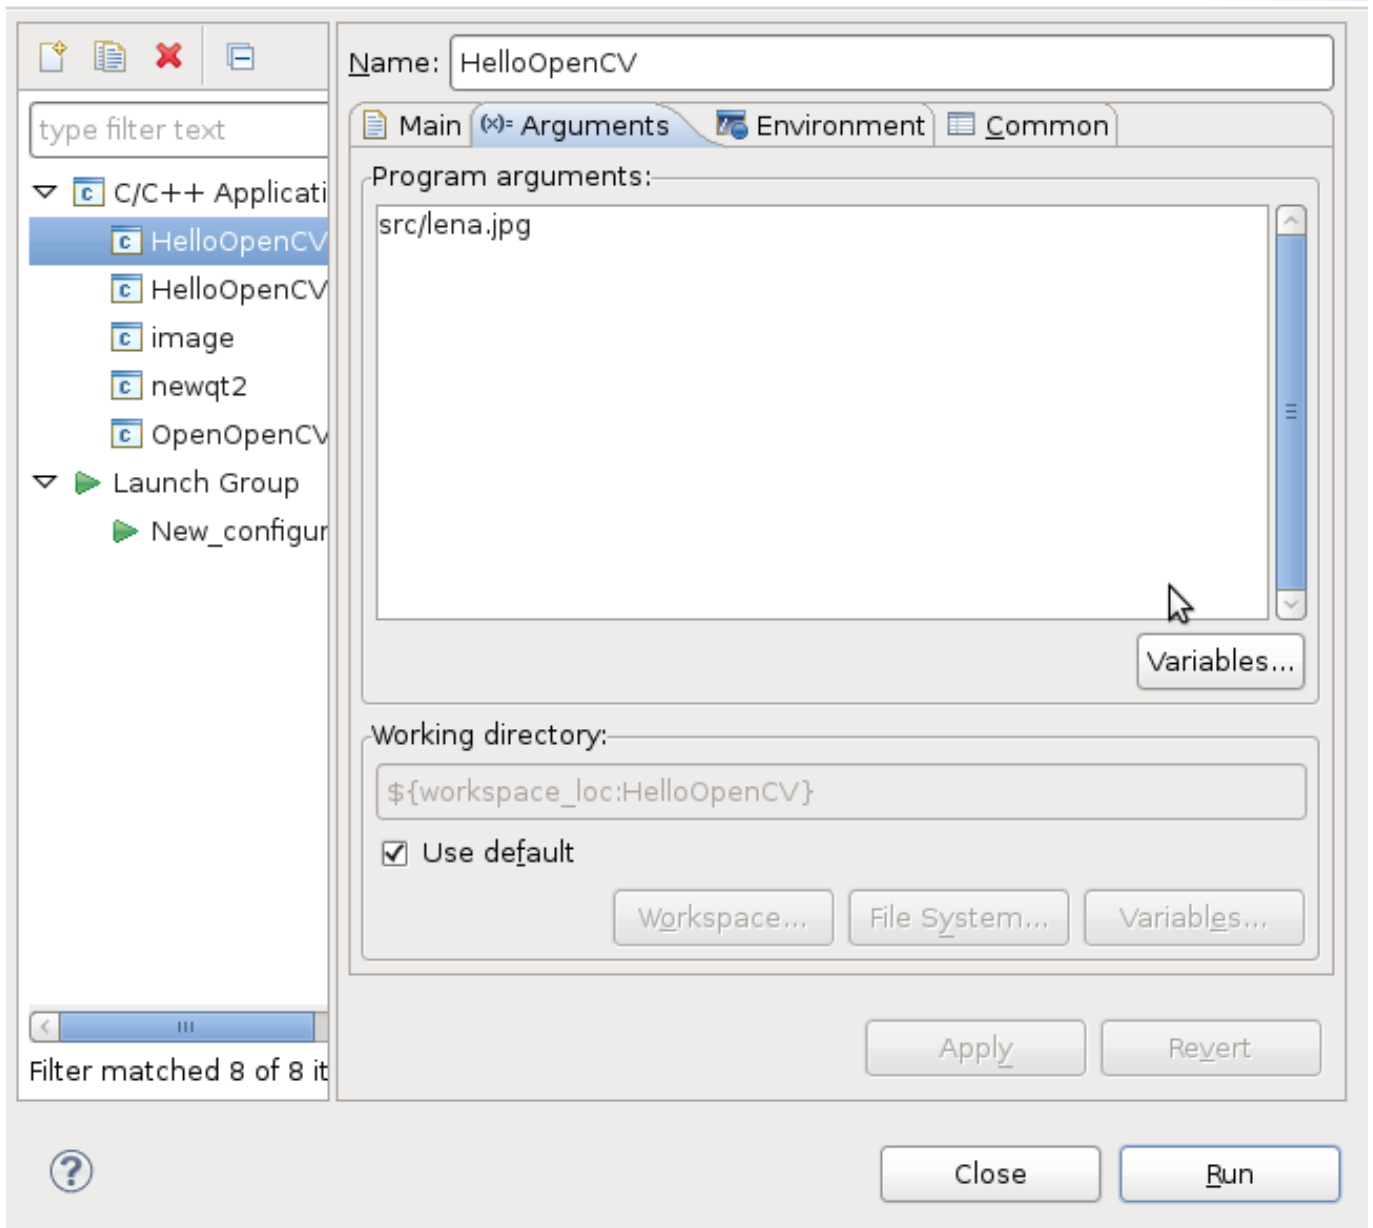 Name: HelloOpenCV
type filter text
C/C++ Applicati
HelloOpenCV
HelloOpenCV
image
newqt2
OpenOpenCV
Launch Group
New_configur
Filter matched 8 of 8 it
Main (x)= Arguments Environment Common
Program arguments:
src/lena.jpg
Variables...
Working directory:
${workspace_loc:HelloOpenCV}
Use default
Workspace... File System... Variables...
Apply Revert
? Close Run